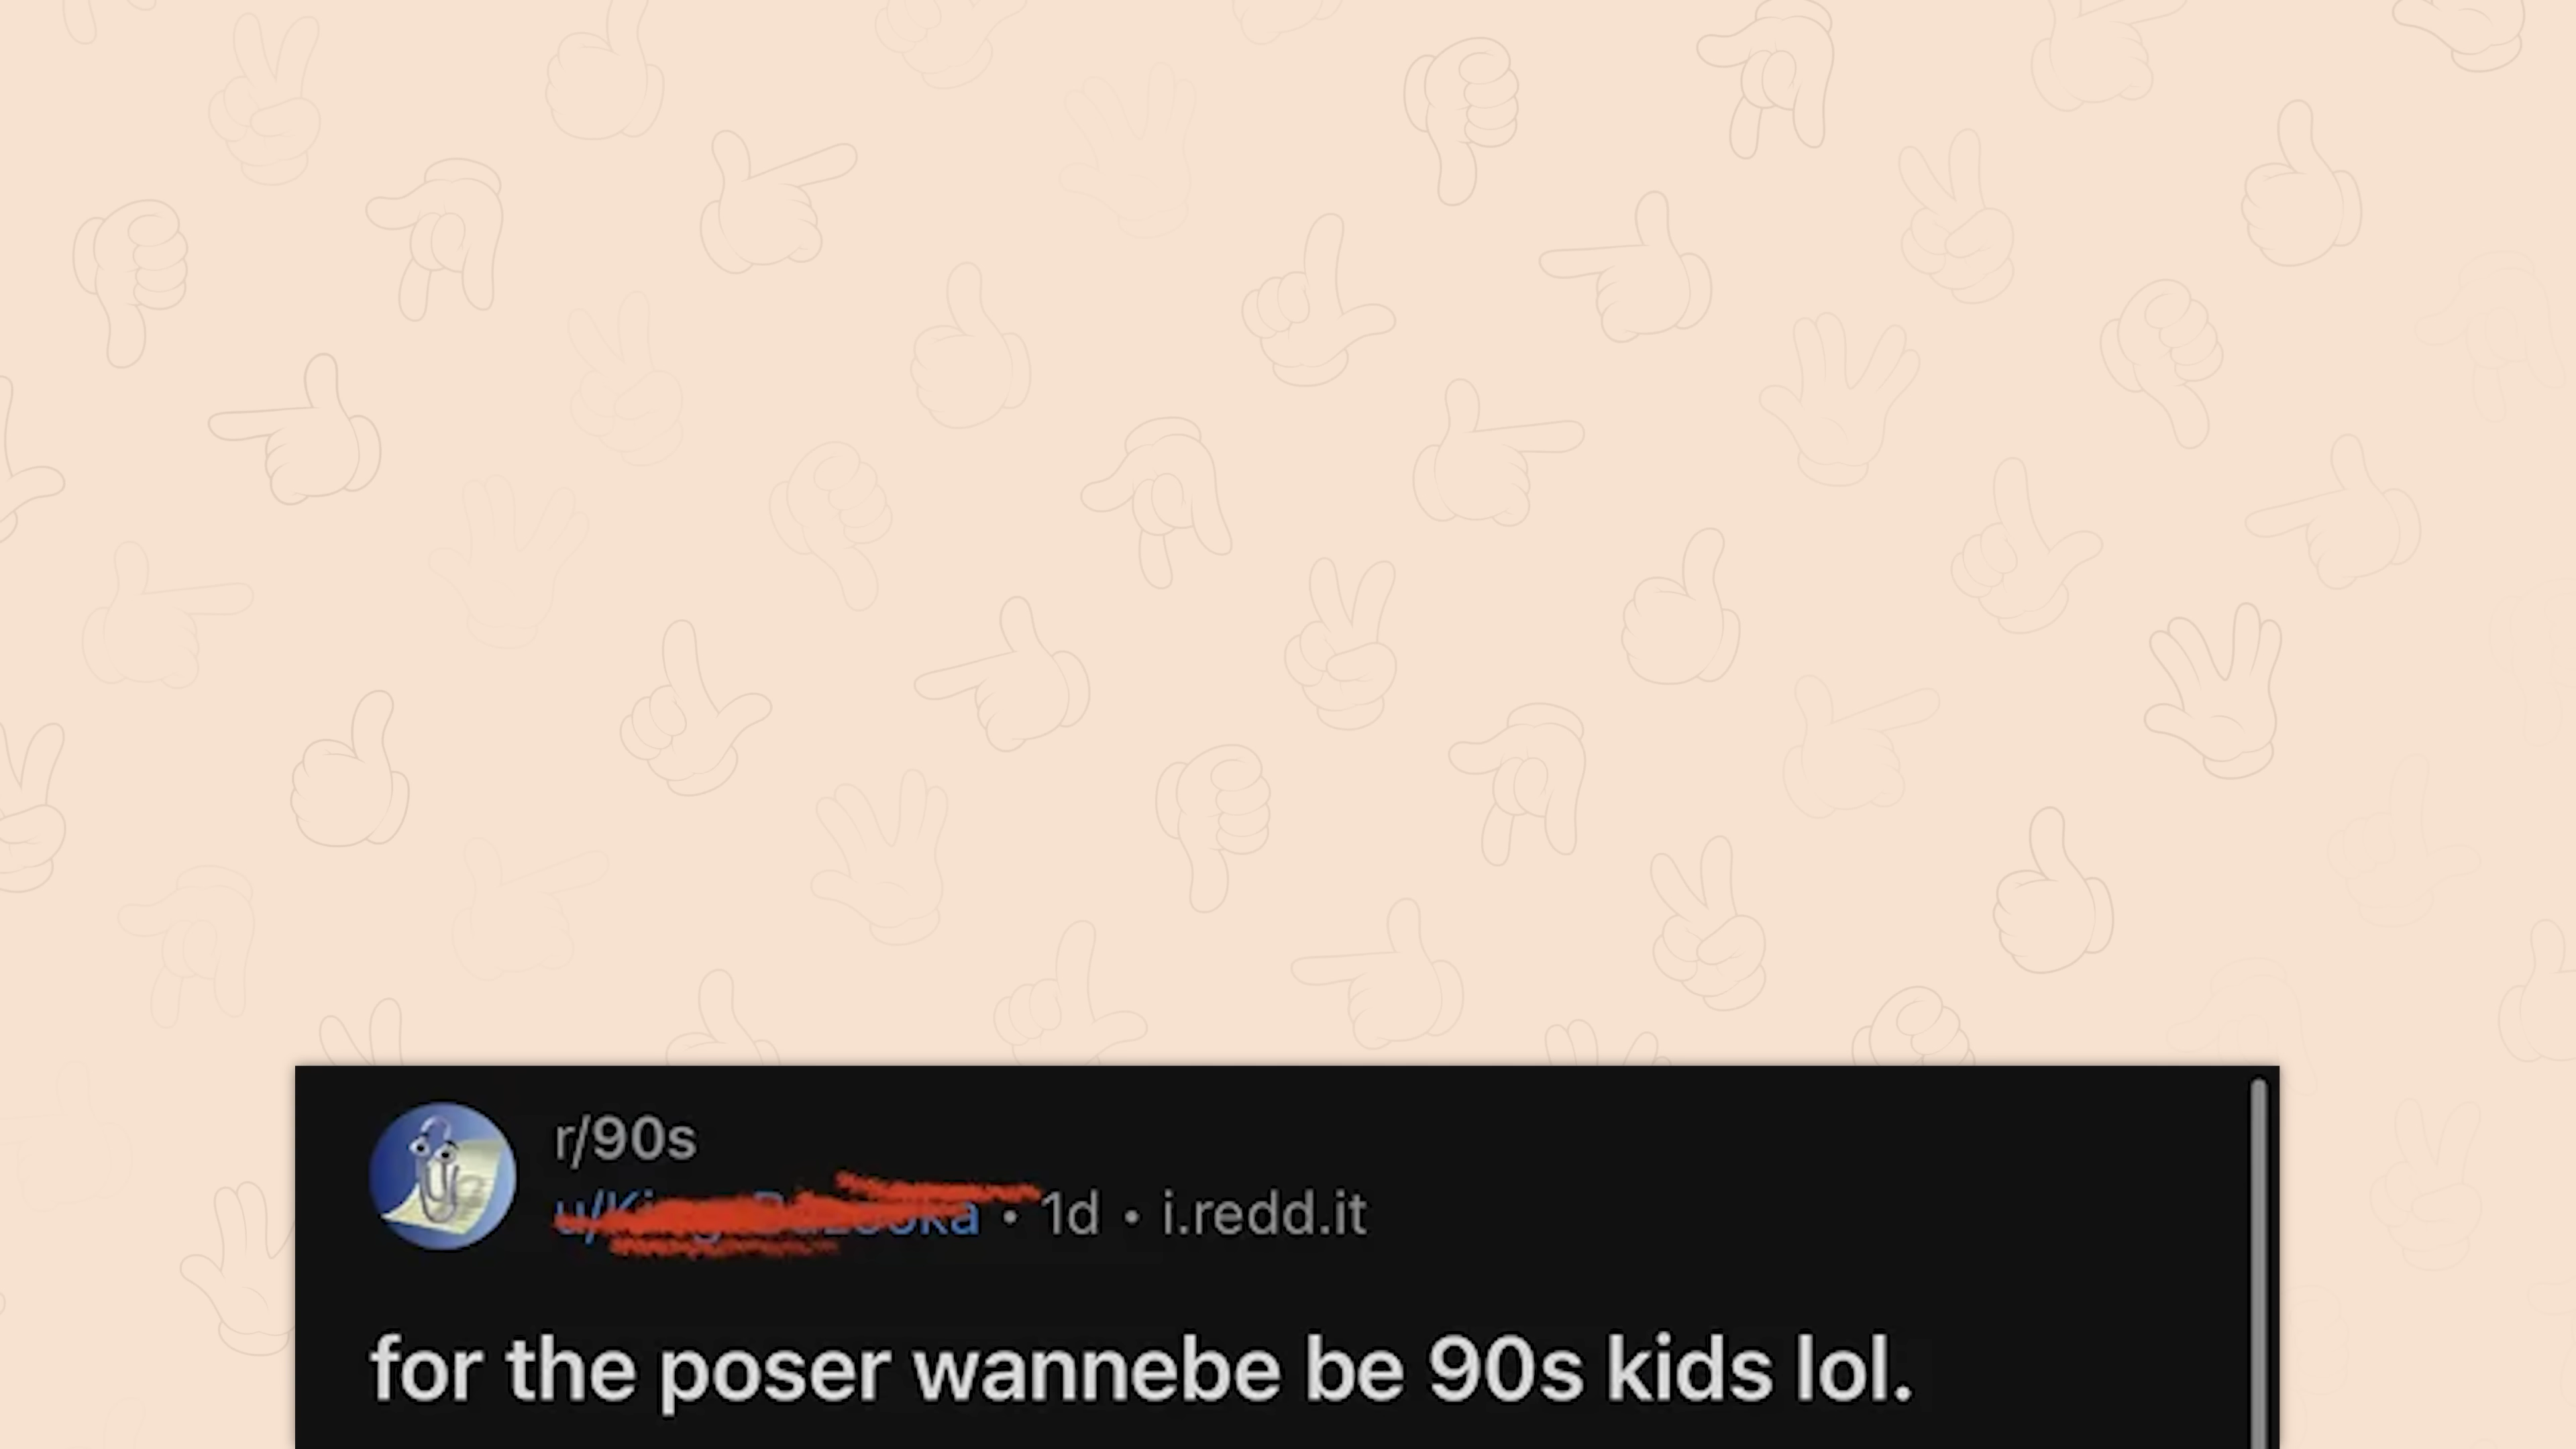 r/90s
• 1d • i.redd.it
for the poser wannebe be 90s kids lol.